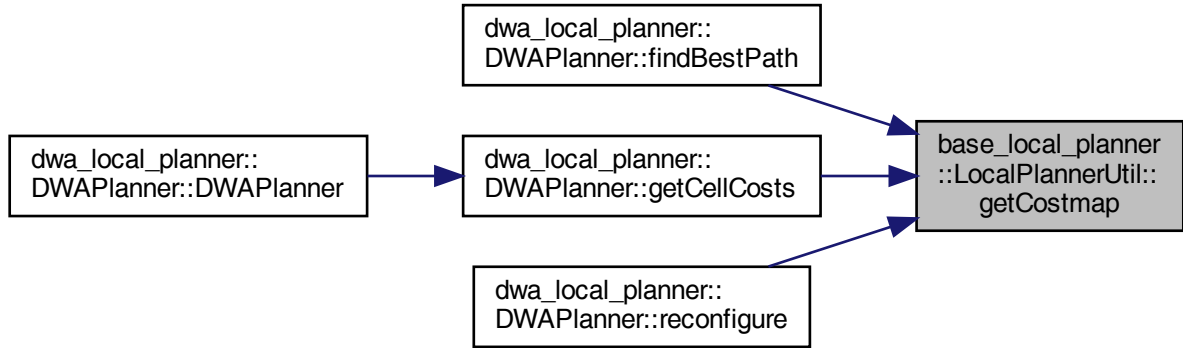 dwa_local_planner::
DWAPlanner::findBestPath
dwa_local_planner::
DWAPlanner::DWAPlanner
dwa_local_planner::
DWAPlanner::getCellCosts
base_local_planner
::LocalPlannerUtil::
getCostmap
dwa_local_planner::
DWAPlanner::reconfigure